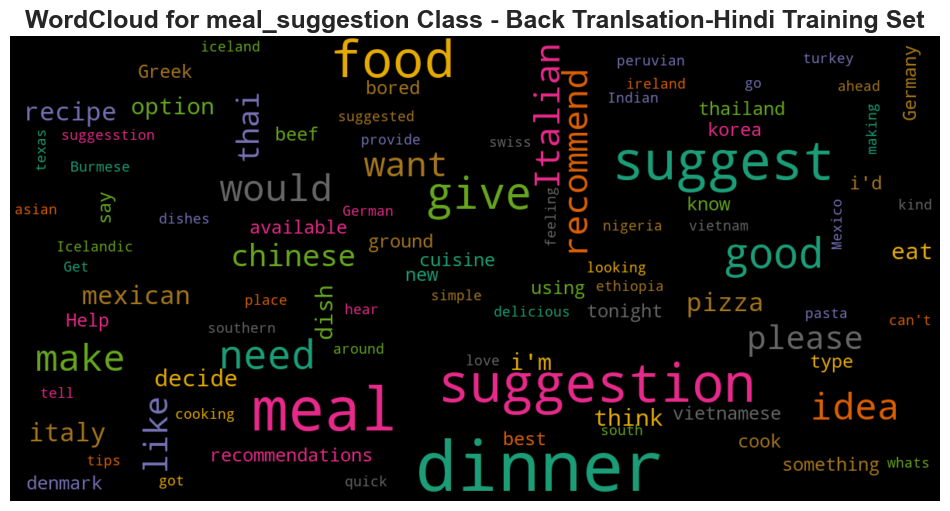 WordCloud for meal_suggestion Class - Back Tranlsation-Hindi Training Set
iceland
food
Italian
peruvian
turkey
Germany
Greek
bored
recommend
ireland
go
ahead
recipe
option
thai
Indian
thailand
suggested
korea
making
texas
suggesstion
beef
provide
swiss
suggest
Burmese
want
would
give
i'd
asian
say
dishes
German
feeling
know
Mexico
kind
available
nigeria
vietnam
Icelandic
ground
good
eat
Get
chinese
cuisine
new
looking
mexican
place
dish
simple
using
ethiopia
pizza
Help
hear
delicious
tonight
pasta
can't
southern
please
make
need
around
love
i'm
type
decide
suggestion
tell
like
cooking
meal
think
vietnamese
idea
italy
south
best
cook
tips
recommendations
dinner
something
whats
denmark
got
quick